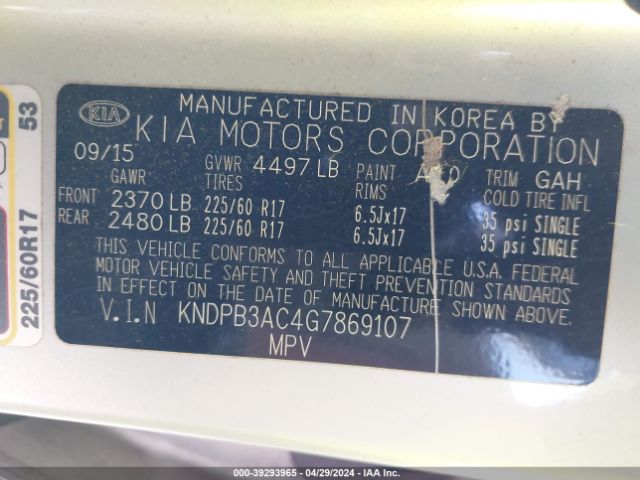 KIA
MANUFACTURED IN KOREA BY
KIA MOTORS CORPORATION
09/15 GVWR 4497 LB PAINT TRIM GAH
GAWR TIRES RIMS COLD TIRE INFL
FRONT 2370 LB 225/60 R17 6.5Jx17 35 psi SINGLE
REAR 2480 LB 225/60 R17 6.5Jx17 35 psi SINGLE
THIS VEHICLE CONFORMS TO ALL APPLICABLE U.S.A. FEDERAL
MOTOR VEHICLE SAFETY AND THEFT PREVENTION STANDARDS
IN EFFECT ON THE DATE OF MANUFACTURE SHOWN ABOVE.
V.I.N KNDPB3AC4G7869107
MPV
225/60R17 53
000-39293965 - 04/29/2024 - IAA Inc.